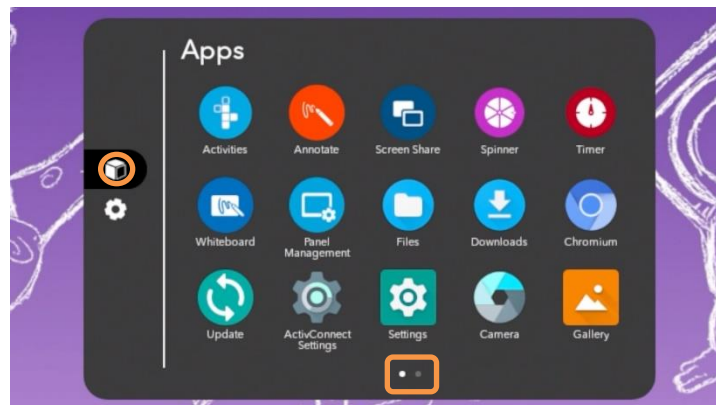 Apps
Activities
Annotate
Screen Share
Spinner
Timer
Whiteboard
Panel
Management
Files
Downloads
Chromium
Update
ActivConnect
Settings
Settings
Camera
Gallery